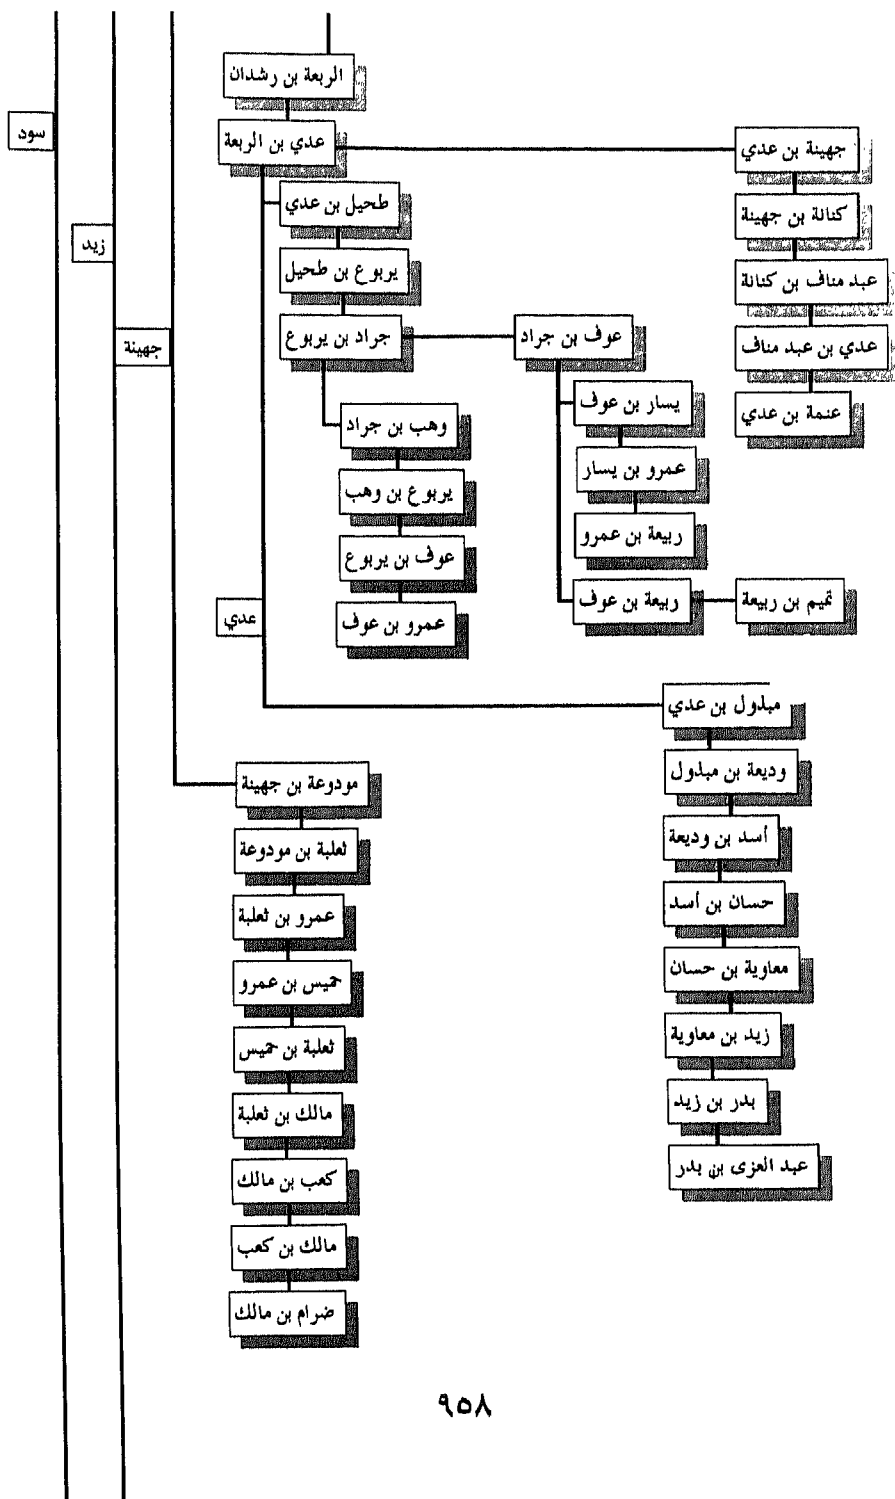 الربعة بن رشدان
سود
عدي بن الربعة
جهينة بن عدي
طحيل بن عدي
كنانة بن جهينة
زيد
يربوع بن طحيل
عبد مناف بن كنانة
جهينة
جراد بن يربوع
عوف بن جراد
عدي بن عبد مناف
يسار بن عوف
عنمة بن عدي
وهب بن جراد
عمرو بن يسار
يربوع بن وهب
ربيعة بن عمرو
عوف بن يربوع
ربيعة بن عوف
تميم بن ربيعة
عدي
عمرو بن عوف
مبذول بن عدي
وديعة بن مبذول
أسد بن وديعة
حسان بن أسد
معاوية بن حسان
زيد بن معاوية
بدر بن زيد
عبد العزى بن بدر
مودوعة بن جهينة
ثعلبة بن مودوعة
عمرو بن ثعلبة
حميس بن عمرو
ثعلبة بن حميس
مالك بن ثعلبة
كعب بن مالك
مالك بن كعب
ضرام بن مالك
٩٥٨